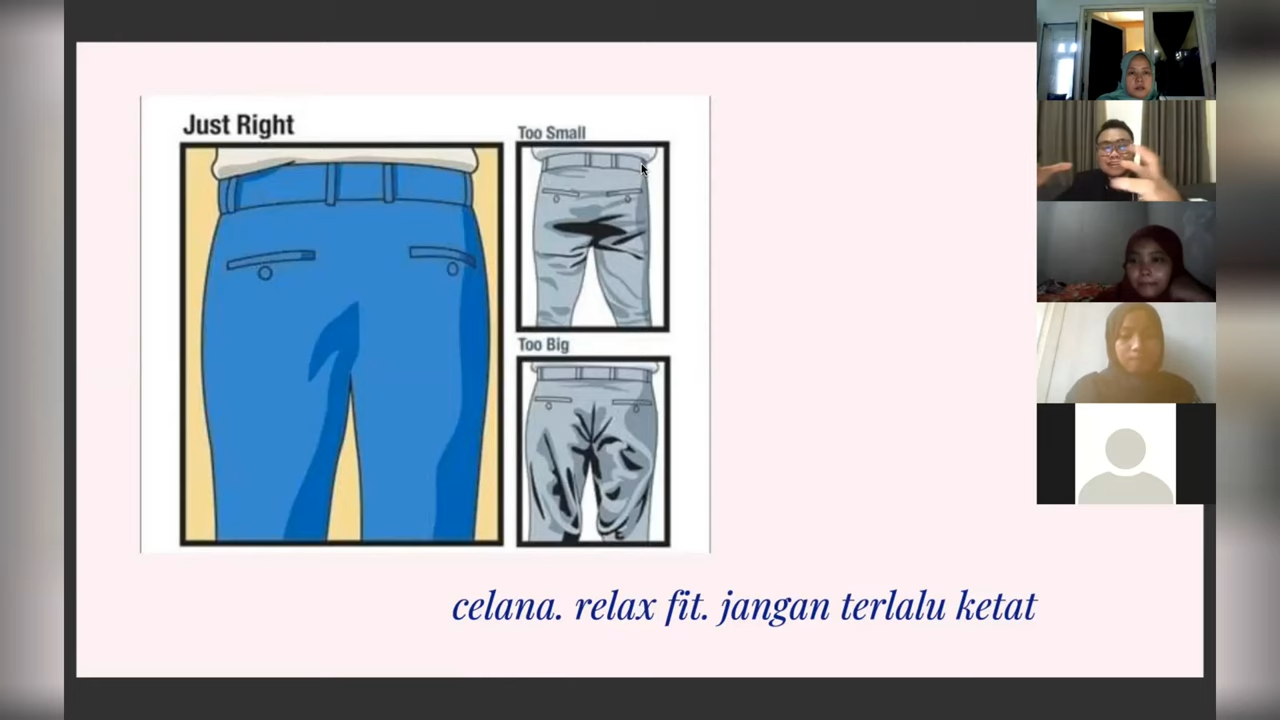 Just Right
Too Small
Too Big
celana. relax fit. jangan terlalu ketat